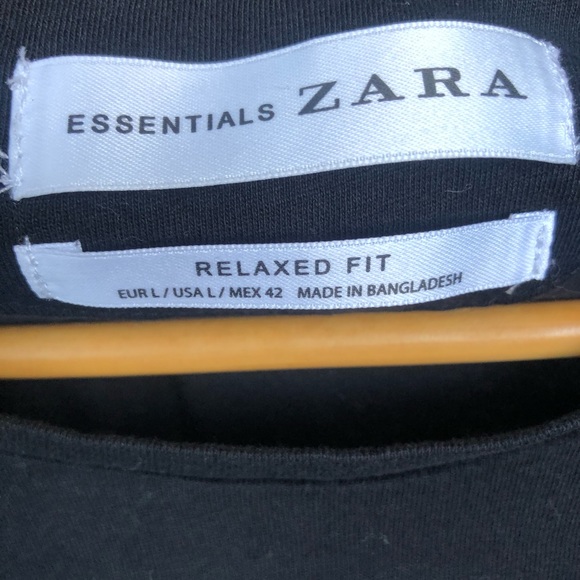 ESSENTIALS ZARA
RELAXED FIT
EUR L / USA L / MEX 42 MADE IN BANGLADESH